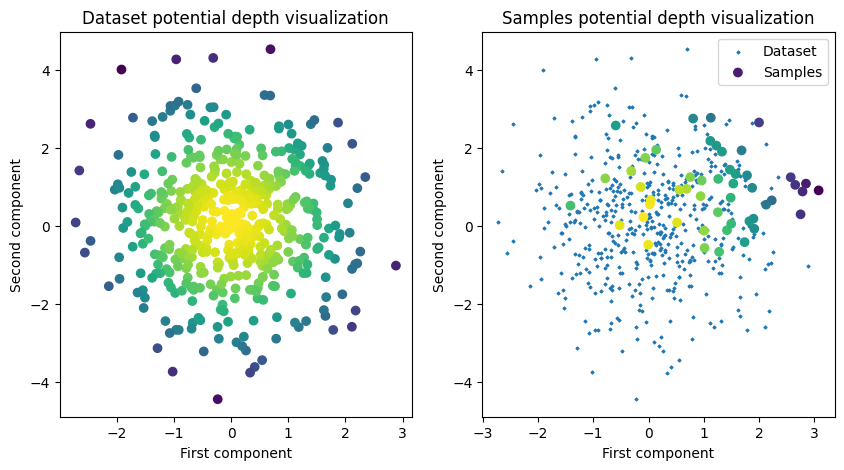 Dataset potential depth visualization
Second component
4
2
0
−2
−4
−2
−1
0
1
2
3
First component
Samples potential depth visualization
Dataset
Samples
Second component
4
2
0
−2
−4
−3
−2
−1
0
1
2
3
First component